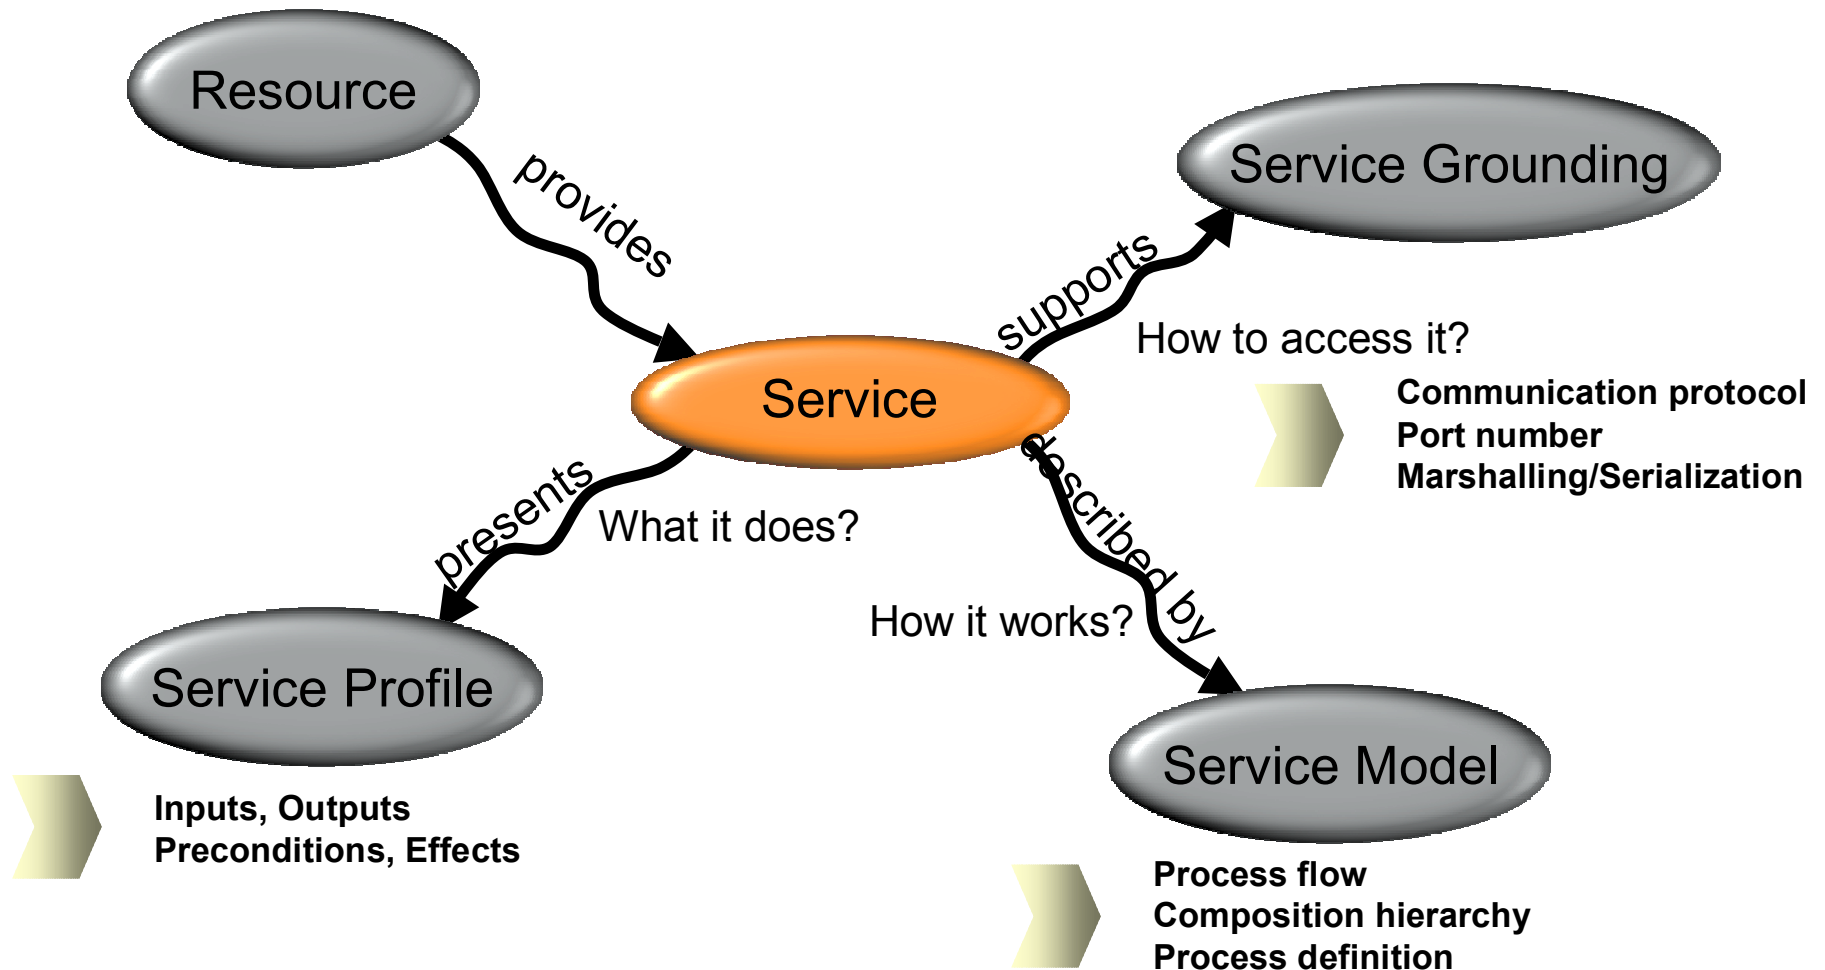 Resource
provides
Service Grounding
supports
How to access it?
Communication protocol
Port number
Marshalling/Serialization
Service
presents
What it does?
described by
How it works?
Service Profile
Inputs, Outputs
Preconditions, Effects
Service Model
Process flow
Composition hierarchy
Process definition